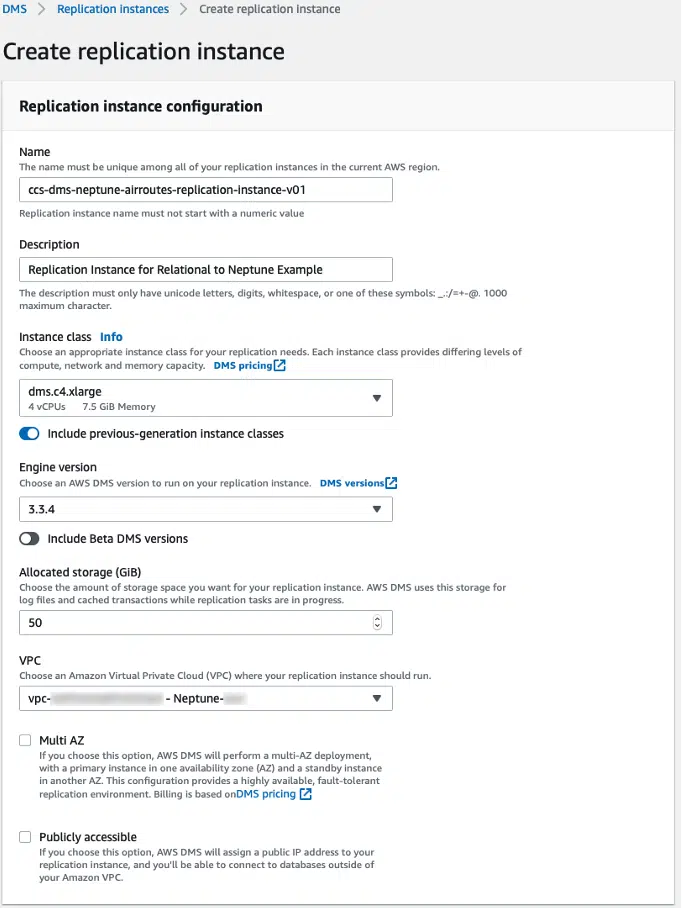 DMS > Replication instances > Create replication instance
Create replication instance
Replication instance configuration
Name
The name must be unique among all of your replication instances in the current AWS region.
ccs-dms-neptune-airroutes-replication-instance-v01
Replication instance name must not start with a numeric value
Description
Replication Instance for Relational to Neptune Example
The description must only have unicode letters, digits, whitespace, or one of these symbols: _.:/=+-@. 1000
maximum character.
Instance class Info
Choose an appropriate instance class for your replication needs. Each instance class provides differing levels of
compute, network and memory capacity. DMS pricing
dms.c4.xlarge
4 vCPUs 7.5 GiB Memory
Include previous-generation instance classes
Engine version
Choose an AWS DMS version to run on your replication instance. DMS versions
3.3.4
Include Beta DMS versions
Allocated storage (GiB)
Choose the amount of storage space you want for your replication instance. AWS DMS uses this storage for
log files and cached transactions while replication tasks are in progress.
50
VPC
Choose an Amazon Virtual Private Cloud (VPC) where your replication instance should run.
vpc- - Neptune-
Multi AZ
If you choose this option, AWS DMS will perform a multi-AZ deployment,
with a primary instance in one availability zone (AZ) and a standby instance
in another AZ. This configuration provides a highly available, fault-tolerant
replication environment. Billing is based onDMS pricing
Publicly accessible
If you choose this option, AWS DMS will assign a public IP address to your
replication instance, and you'll be able to connect to databases outside of
your Amazon VPC.